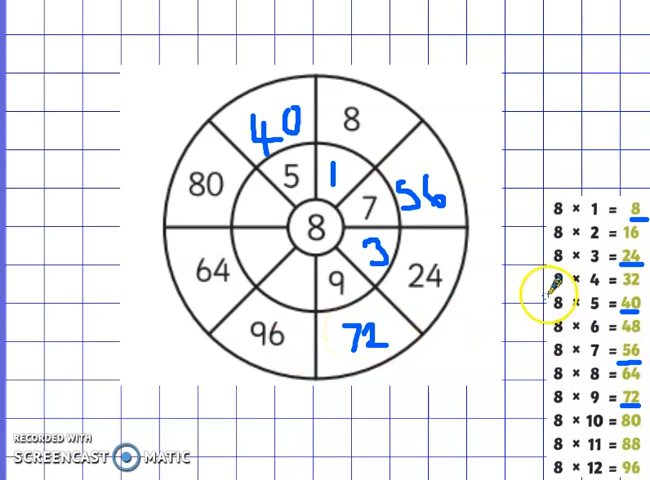 40
8
80
5
1
7
56
8
3
64
9
24
96
72
8 × 1 = 8
8 × 2 = 16
8 × 3 = 24
8 × 4 = 32
8 × 5 = 40
8 × 6 = 48
8 × 7 = 56
8 × 8 = 64
8 × 9 = 72
8 × 10 = 80
8 × 11 = 88
8 × 12 = 96
RECORDED WITH
SCREENCAST MATIC